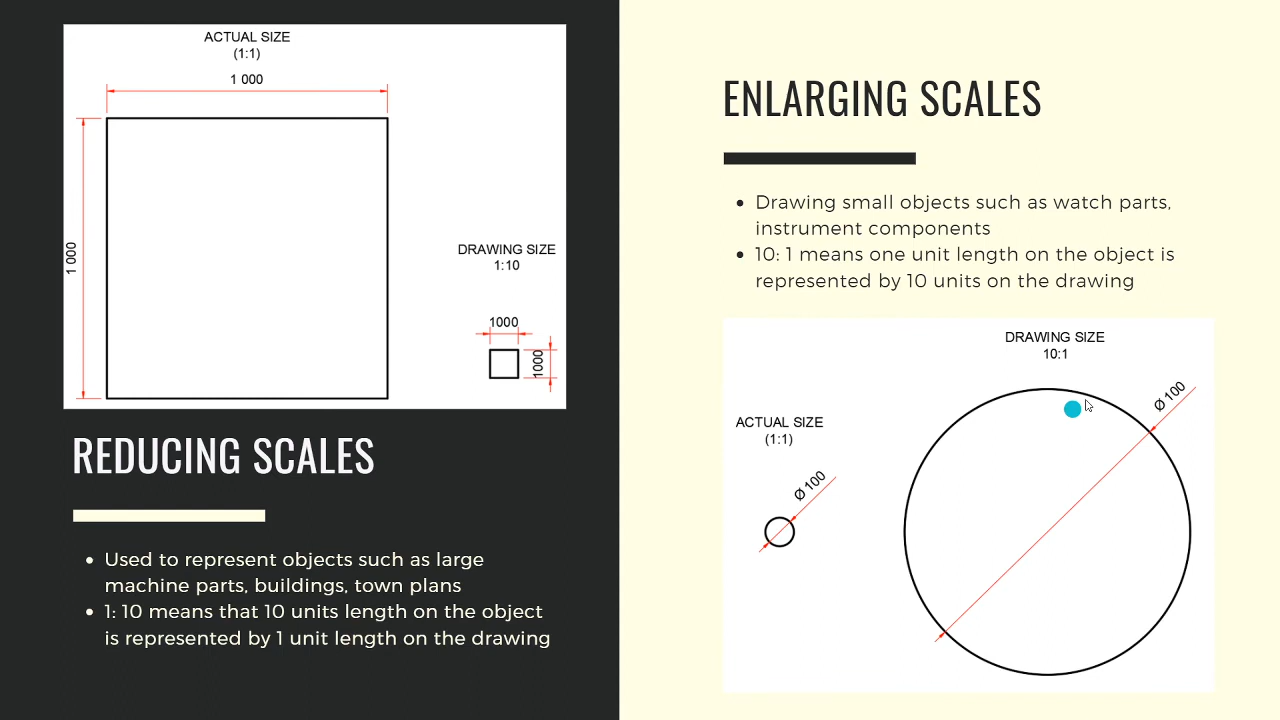 ACTUAL SIZE
(1:1)
1 000
1 000
DRAWING SIZE
1:10
1000
1000
REDUCING SCALES
• Used to represent objects such as large
machine parts, buildings, town plans
• 1: 10 means that 10 units length on the object
is represented by 1 unit length on the drawing
ENLARGING SCALES
• Drawing small objects such as watch parts,
instrument components
• 10: 1 means one unit length on the object is
represented by 10 units on the drawing
DRAWING SIZE
10:1
Ø 100
ACTUAL SIZE
(1:1)
Ø 100